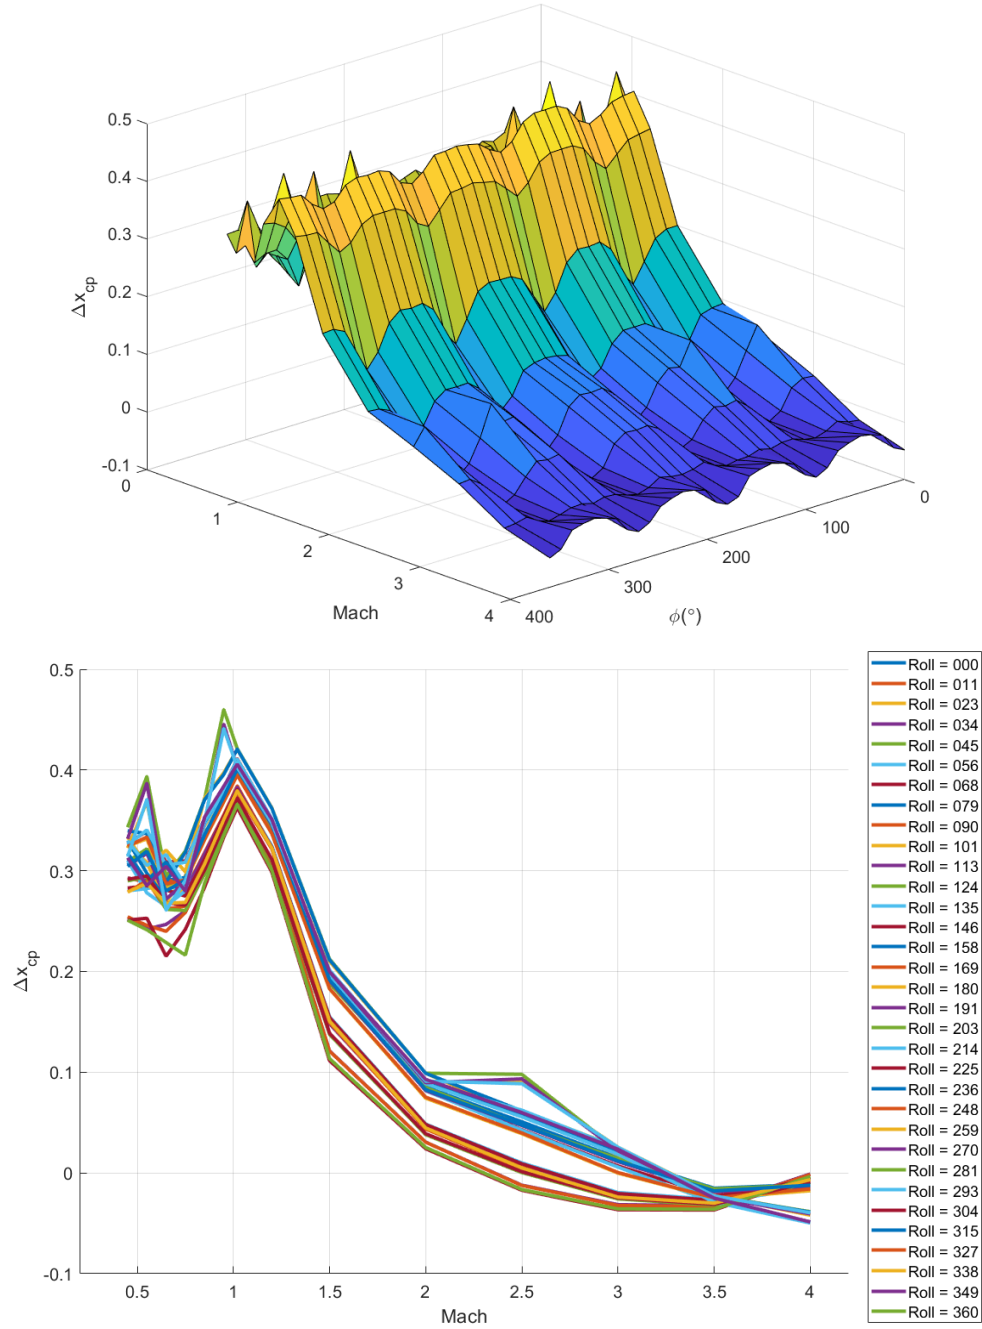 0.5
0.4
0.3
0.2
0.1
0
-0.1
Δx_cp
0
1
2
3
4
Mach
400
300
200
100
0
ϕ(°)
0.5
0.4
0.3
0.2
0.1
0
-0.1
Δx_cp
0.5 1 1.5 2 2.5 3 3.5 4
Mach
Roll = 000
Roll = 011
Roll = 023
Roll = 034
Roll = 045
Roll = 056
Roll = 068
Roll = 079
Roll = 090
Roll = 101
Roll = 113
Roll = 124
Roll = 135
Roll = 146
Roll = 158
Roll = 169
Roll = 180
Roll = 191
Roll = 203
Roll = 214
Roll = 225
Roll = 236
Roll = 248
Roll = 259
Roll = 270
Roll = 281
Roll = 293
Roll = 304
Roll = 315
Roll = 327
Roll = 338
Roll = 349
Roll = 360